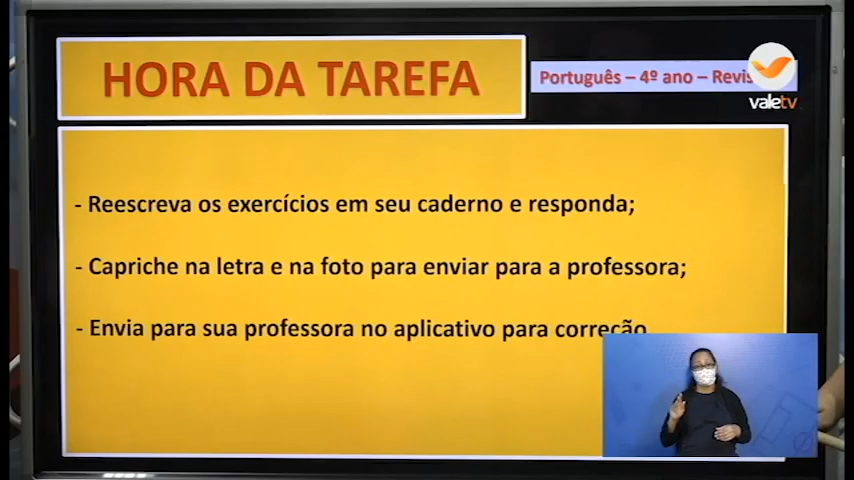 HORA DA TAREFA
Português – 4º ano –
valetv
- Reescreva os exercícios em seu caderno e responda;
- Capriche na letra e na foto para enviar para a professora;
- Envia para sua professora no aplicativo para correção